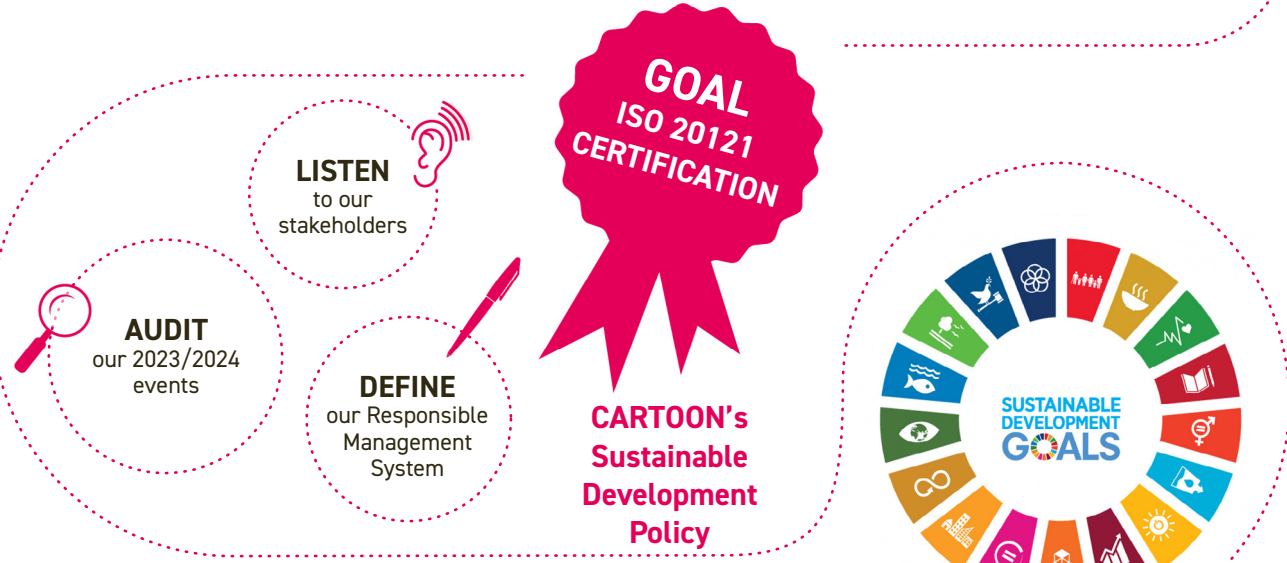 GOAL
ISO 20121
CERTIFICATION
LISTEN
to our
stakeholders
AUDIT
our 2023/2024
events
DEFINE
our Responsible
Management
System
CARTOON’s
Sustainable
Development
Policy
SUSTAINABLE
DEVELOPMENT
GOALS